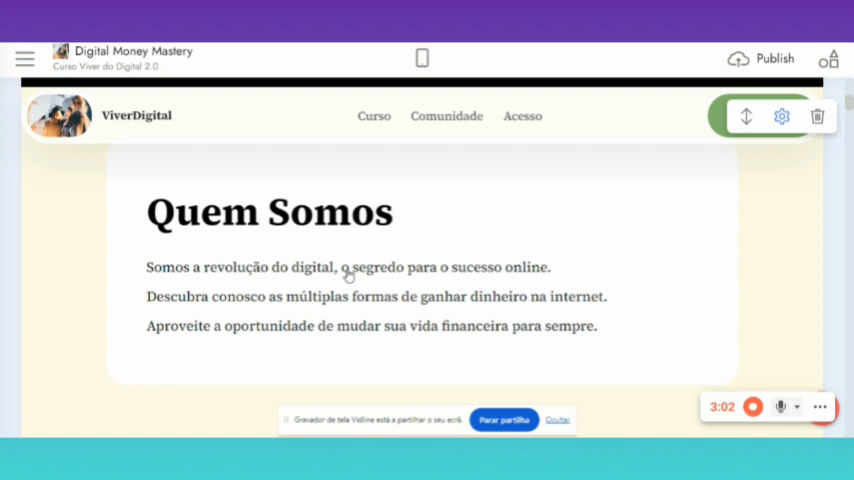 Digital Money Mastery
Curso Viver do Digital 2.0
Publish
ViverDigital
Curso
Comunidade
Acesso
Quem Somos
Somos a revolução do digital, o segredo para o sucesso online.
Descubra conosco as múltiplas formas de ganhar dinheiro na internet.
Aproveite a oportunidade de mudar sua vida financeira para sempre.
3:02
Gravador de tela Vidline está a partilhar o seu ecrã.
Parar partilha
Ocultar